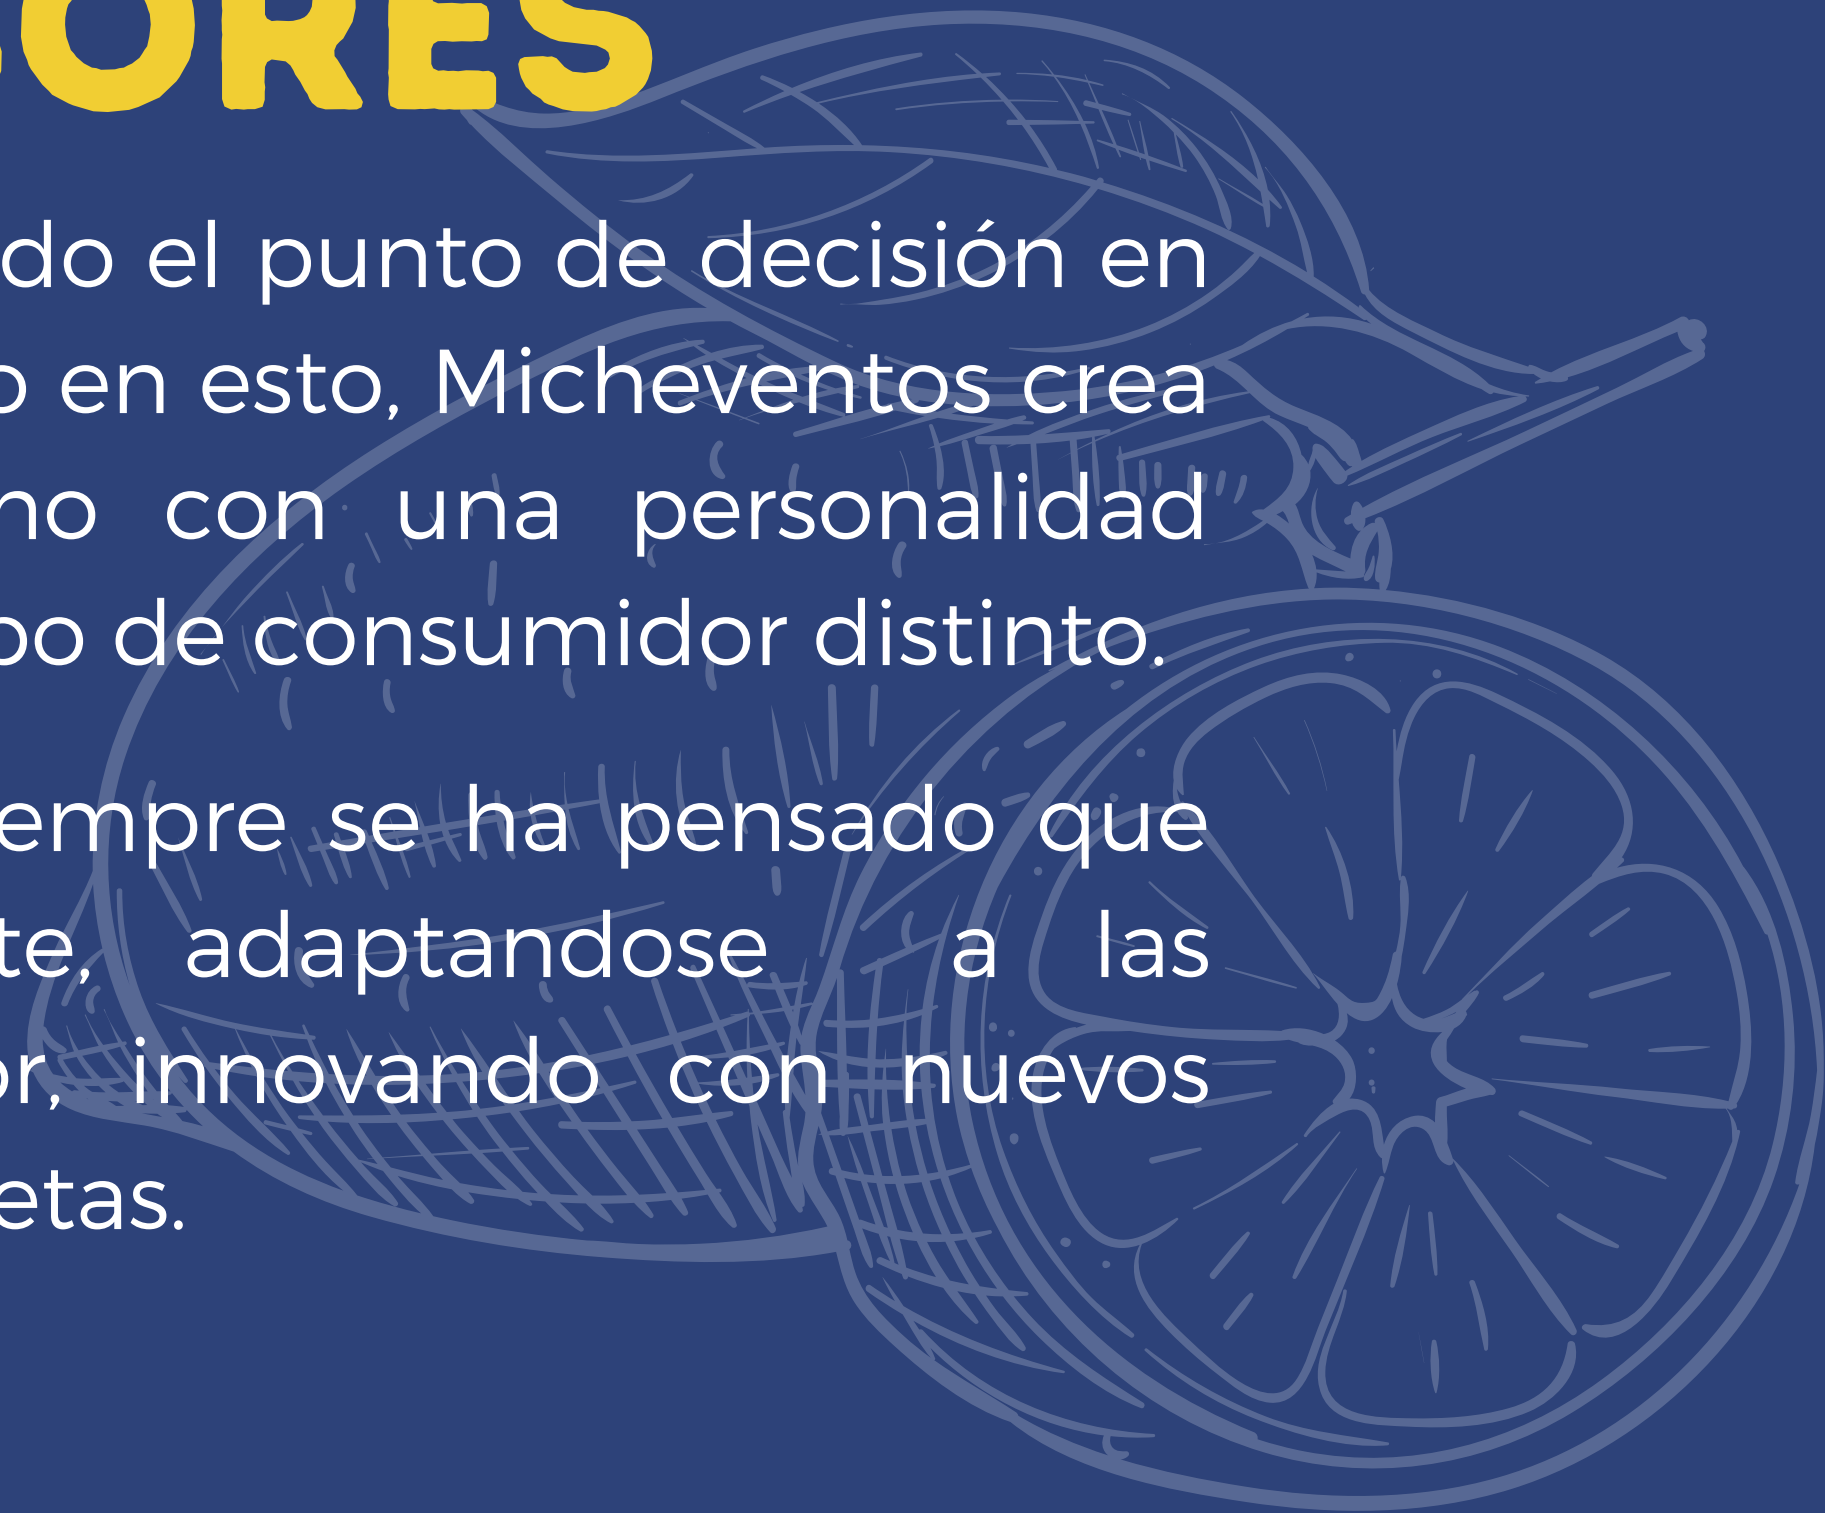 ORES
do el punto de decisión en
o en esto, Micheventos crea
no con una personalidad
po de consumidor distinto.
empre se ha pensado que
te, adaptandose a las
or, innovando con nuevos
etas.